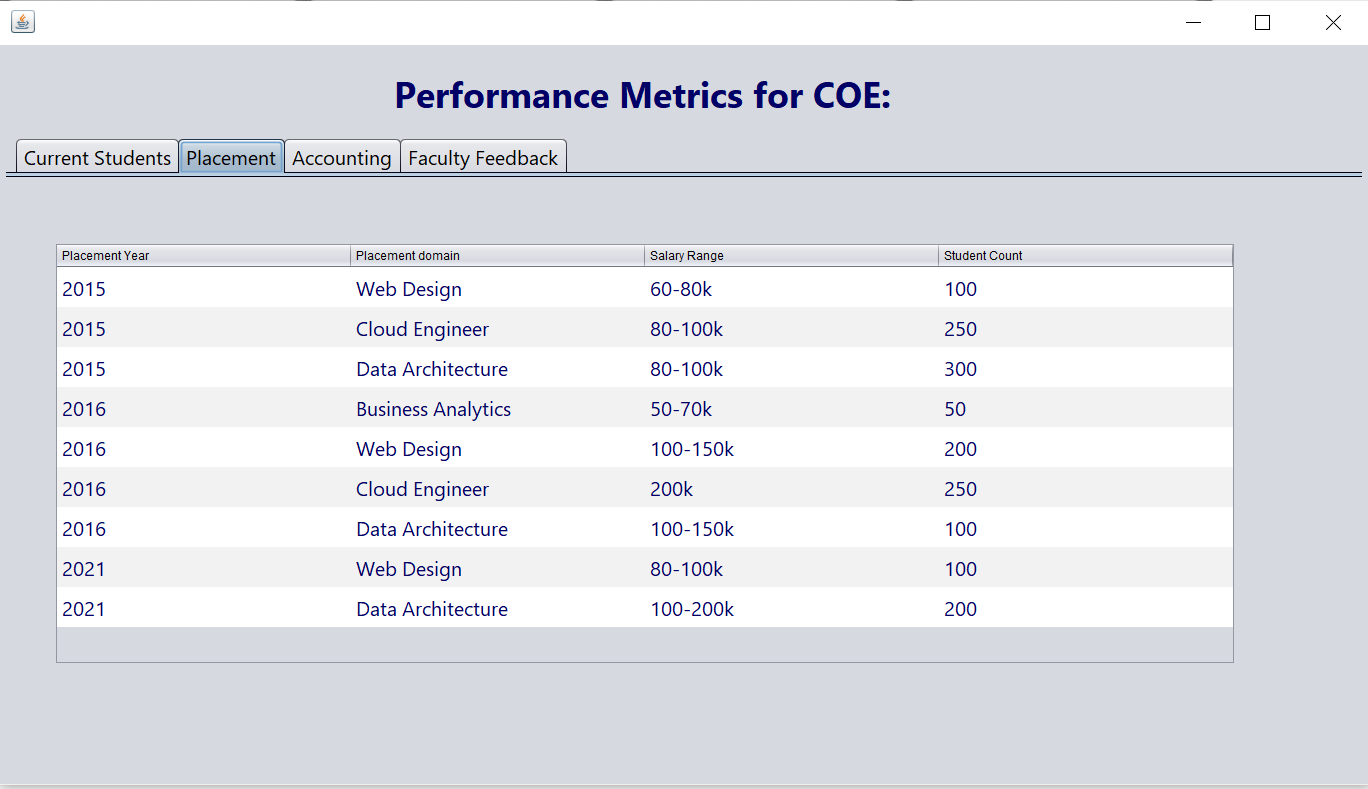 Performance Metrics for COE:
Current Students Placement Accounting Faculty Feedback
Placement Year Placement domain Salary Range Student Count
2015 Web Design 60-80k 100
2015 Cloud Engineer 80-100k 250
2015 Data Architecture 80-100k 300
2016 Business Analytics 50-70k 50
2016 Web Design 100-150k 200
2016 Cloud Engineer 200k 250
2016 Data Architecture 100-150k 100
2021 Web Design 80-100k 100
2021 Data Architecture 100-200k 200